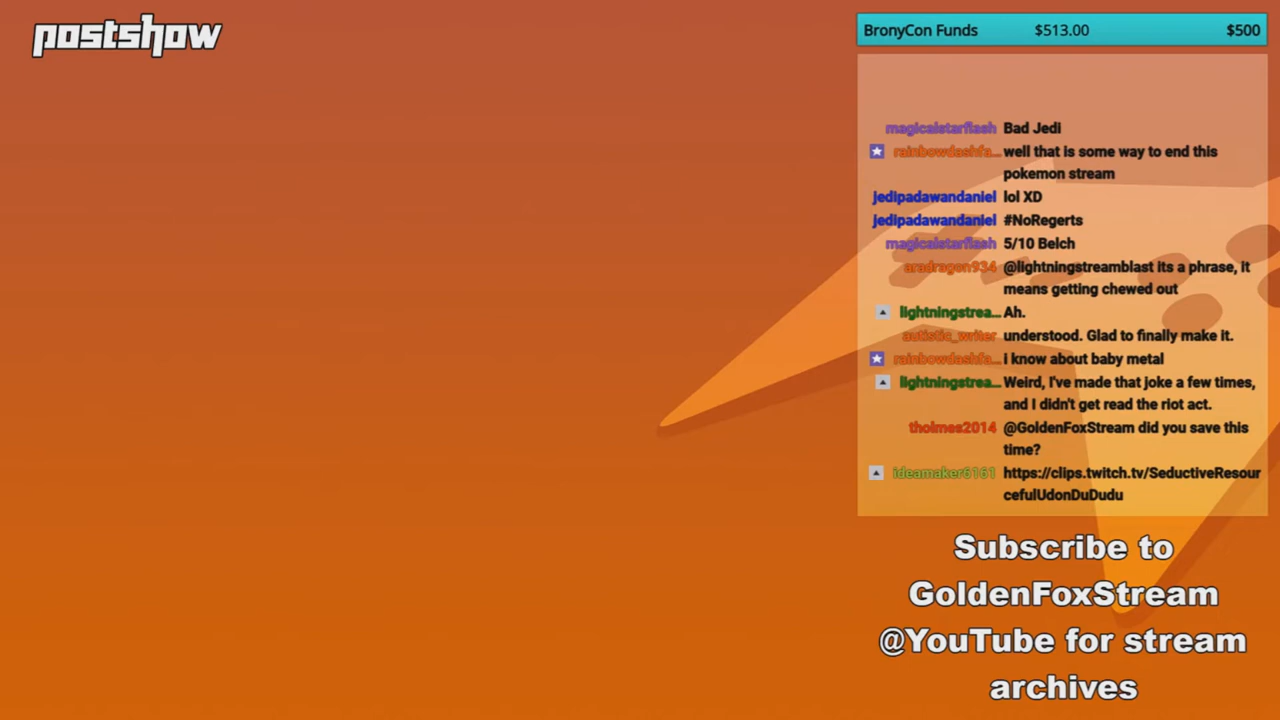 postshow
BronyCon Funds $513.00 $500
magicalstarflash Bad Jedi
rainbowdashfa... well that is some way to end this
pokemon stream
jedipadawandaniel lol XD
jedipadawandaniel #NoRegerts
magicalstarflash 5/10 Belch
aradragon934 @lightningstreamblast its a phrase, it
means getting chewed out
lightningstrea... Ah.
autistic_writer understood. Glad to finally make it.
rainbowdashfa... i know about baby metal
lightningstrea... Weird, I've made that joke a few times,
and I didn't get read the riot act.
tholmes2014 @GoldenFoxStream did you save this
time?
ideamaker6161 https://clips.twitch.tv/SeductiveResour
cefulUdonDuDudu
Subscribe to
GoldenFoxStream
@YouTube for stream
archives